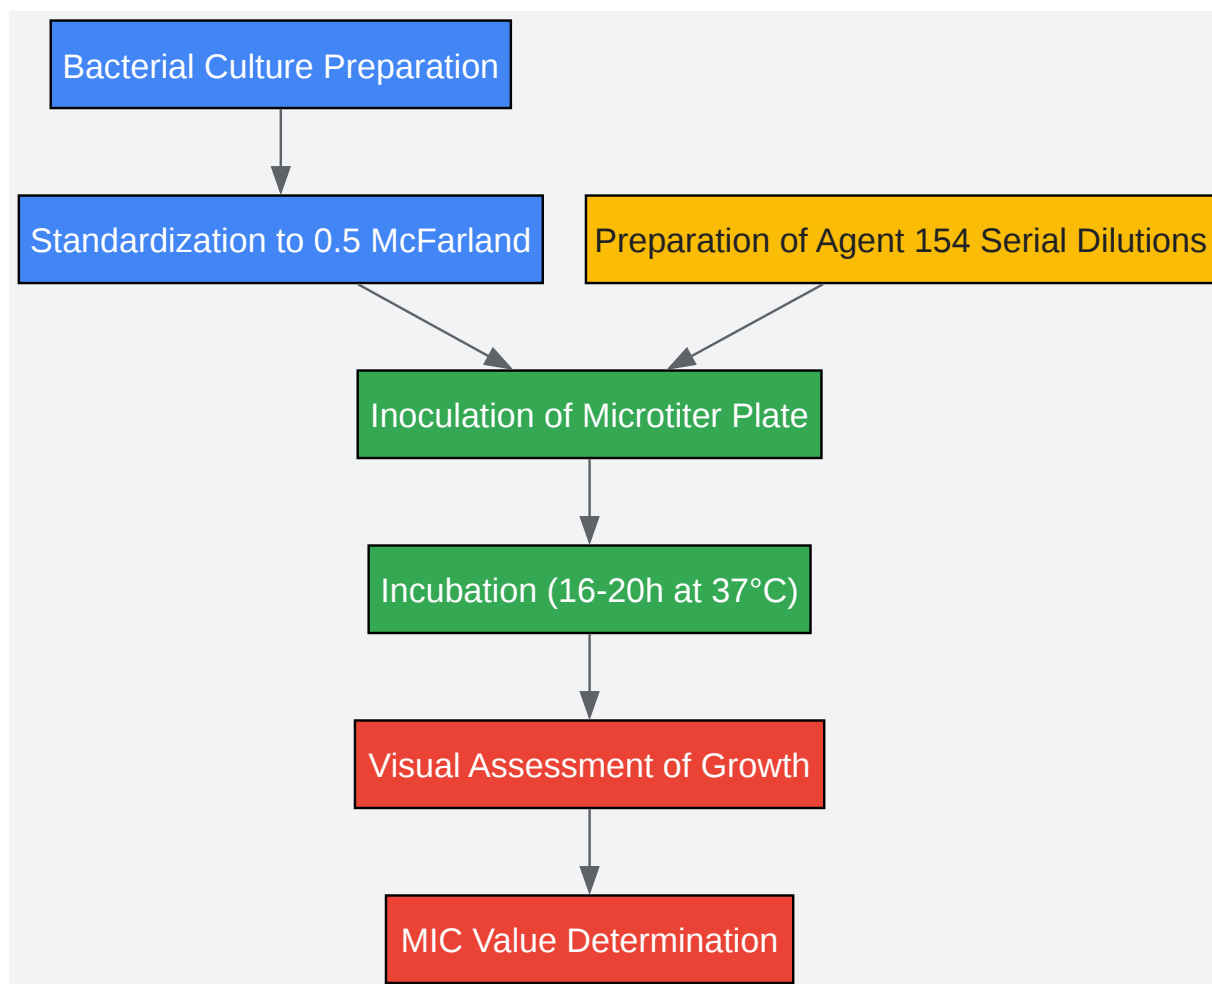 Bacterial Culture Preparation
Standardization to 0.5 McFarland
Preparation of Agent 154 Serial Dilutions
Inoculation of Microtiter Plate
Incubation (16-20h at 37°C)
Visual Assessment of Growth
MIC Value Determination